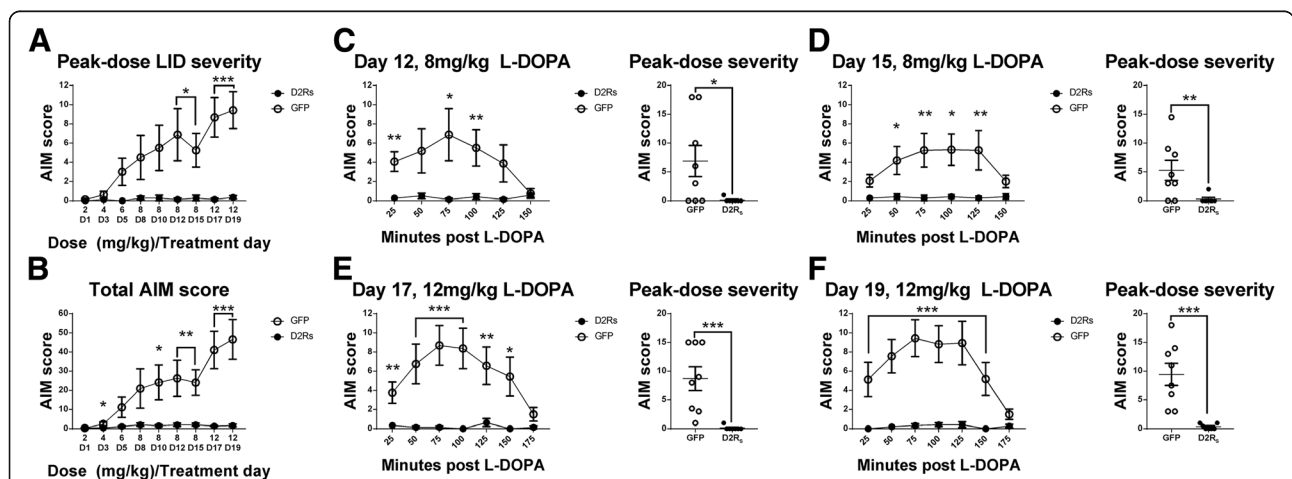 A
Peak-dose LID severity
AIM score
12
10
8
6
4
2
0
*
***
D2Rs
GFP
2 4 6 8 8 8 8 12 12
D1 D3 D5 D8 D10 D12 D15 D17 D19
Dose (mg/kg)/Treatment day
C
Day 12, 8mg/kg L-DOPA
AIM score
12
10
8
6
4
2
0
** * **
D2Rs
GFP
25 50 75 100 125 150
Minutes post L-DOPA
Peak-dose severity
AIM score
20
15
10
5
0
*
GFP D2Rs
D
Day 15, 8mg/kg L-DOPA
AIM score
12
10
8
6
4
2
0
* ** * **
D2Rs
GFP
25 50 75 100 125 150
Minutes post L-DOPA
Peak-dose severity
AIM score
20
15
10
5
0
**
GFP D2Rs
B
Total AIM score
AIM score
60
50
40
30
20
10
0
* * ** ***
GFP
D2Rs
2 4 6 8 8 8 8 12 12
D1 D3 D5 D8 D10 D12 D15 D17 D19
Dose (mg/kg)/Treatment day
E
Day 17, 12mg/kg L-DOPA
AIM score
12
10
8
6
4
2
0
** *** ** *
D2Rs
GFP
25 50 75 100 125 150 175
Minutes post L-DOPA
Peak-dose severity
AIM score
20
15
10
5
0
***
GFP D2Rs
F
Day 19, 12mg/kg L-DOPA
AIM score
12
10
8
6
4
2
0
***
D2Rs
GFP
25 50 75 100 125 150 175
Minutes post L-DOPA
Peak-dose severity
AIM score
20
15
10
5
0
***
GFP D2Rs